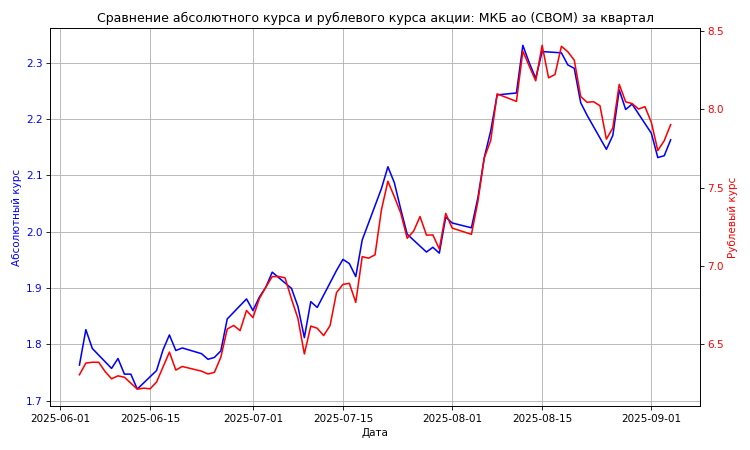 Сравнение абсолютного курса и рублевого курса акции: МКБ ао (CBOM) за квартал
Абсолютный курс
2.3
2.2
2.1
2.0
1.9
1.8
1.7
8.5
8.0
7.5
7.0
6.5
Рублевый курс
2025-06-01 2025-06-15 2025-07-01 2025-07-15 2025-08-01 2025-08-15 2025-09-01
Дата